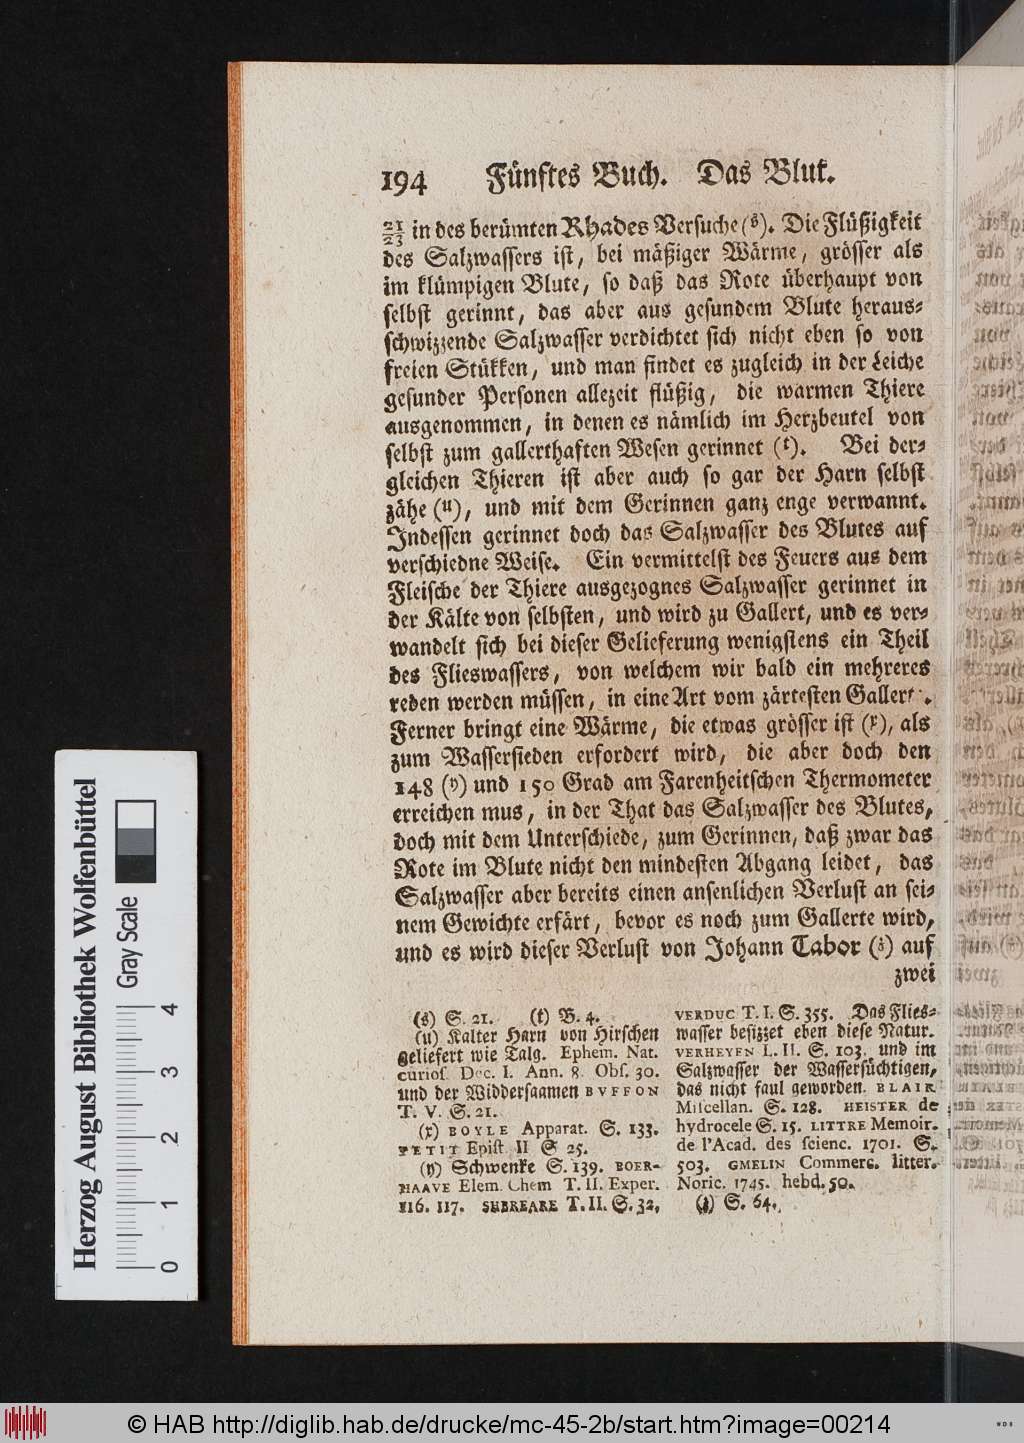 194 Fünftes Buch. Das Blut.
21/23 in des berümten Rhades Versuche (s). Die Flüßigkeit
des Salzwassers ist, bei mäßiger Wärme, grösser als
im klümpigen Blute, so daß das Rote überhaupt von
selbst gerinnt, das aber aus gesundem Blute heraus-
schwizzende Salzwasser verdichtet sich nicht eben so von
freien Stükken, und man findet es zugleich in der Leiche
gesunder Personen allezeit flüßig, die warmen Thiere
ausgenommen, in denen es nämlich im Herzbeutel von
selbst zum gallerthaften Wesen gerinnet (t). Bei der-
gleichen Thieren ist aber auch so gar der Harn selbst
zähe (u), und mit dem Gerinnen ganz enge verwannt.
Indessen gerinnet doch das Salzwasser des Blutes auf
verschiedne Weise. Ein vermittelst des Feuers aus dem
Fleische der Thiere ausgezognes Salzwasser gerinnet in
der Kälte von selbsten, und wird zu Gallert, und es ver-
wandelt sich bei dieser Gelieferung wenigstens ein Theil
des Flieswassers, von welchem wir bald ein mehreres
reden werden müssen, in eine Art vom zärtesten Gallert.
Ferner bringt eine Wärme, die etwas grösser ist (x), als
zum Wassersieden erfordert wird, die aber doch den
148 (y) und 150 Grad am Farenheitschen Thermometer
erreichen mus, in der That das Salzwasser des Blutes,
doch mit dem Unterschiede, zum Gerinnen, daß zwar das
Rote im Blute nicht den mindesten Abgang leidet, das
Salzwasser aber bereits einen ansenlichen Verlust an sei-
nem Gewichte erfärt, bevor es noch zum Gallerte wird,
und es wird dieser Verlust von Johann Tabor (z) auf
zwei
(s) S. 21. (t) B. 4.
(u) Kalter Harn von Hirschen
geliefert wie Talg. Ephem. Nat.
curios. Dec. I. Ann. 8. Obs. 30.
und der Widdersaamen BVFFON
T. V. S. 21.
(x) BOYLE Apparat. S. 133.
PETIT Epist. II S 25.
(y) Schwenke S. 139. BOER-
HAAVE Elem. Chem T. II. Exper.
116. 117. SHBREARE T. II. S. 32.
VERDUC T. I. S. 355. Das Flies-
wasser besizzet eben diese Natur.
VERHEYEN L. II. S. 103. und im
Salzwasser der Wassersüchtigen,
das nicht faul geworden. BLAIR
Miscellan. S. 128. HEISTER de
hydrocele S. 15. LITTRE Memoir.
de l'Acad. des scienc. 1701. S.
503. GMELIN Commerc. litter.
Noric. 1745. hebd. 50.
(z) S. 64.
Herzog August Bibliothek Wolfenbüttel
Gray Scale
0 1 2 3 4
© HAB http://diglib.hab.de/drucke/mc-45-2b/start.htm?image=00214